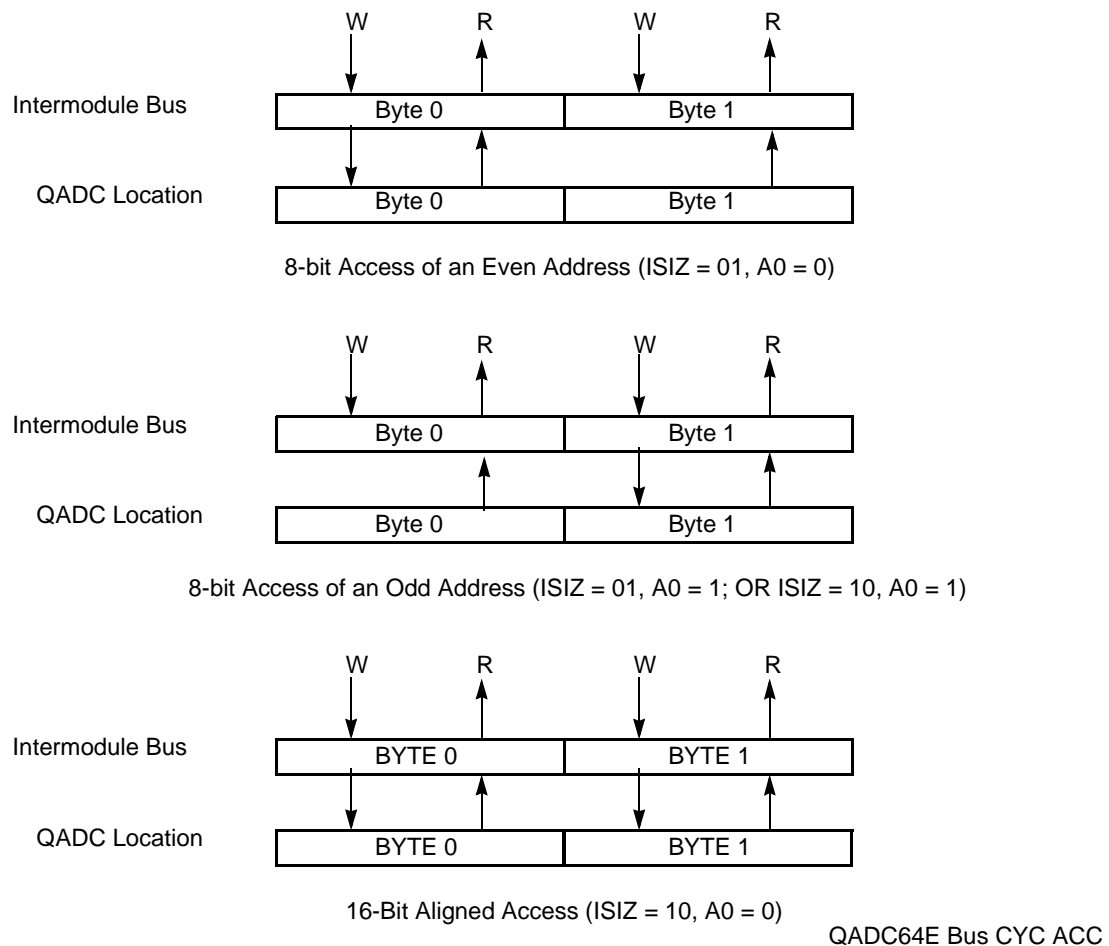 W R W R
Intermodule Bus Byte 0 Byte 1
QADC Location Byte 0 Byte 1
8-bit Access of an Even Address (ISIZ = 01, A0 = 0)
W R W R
Intermodule Bus Byte 0 Byte 1
QADC Location Byte 0 Byte 1
8-bit Access of an Odd Address (ISIZ = 01, A0 = 1; OR ISIZ = 10, A0 = 1)
W R W R
Intermodule Bus BYTE 0 BYTE 1
QADC Location BYTE 0 BYTE 1
16-Bit Aligned Access (ISIZ = 10, A0 = 0)
QADC64E Bus CYC ACC